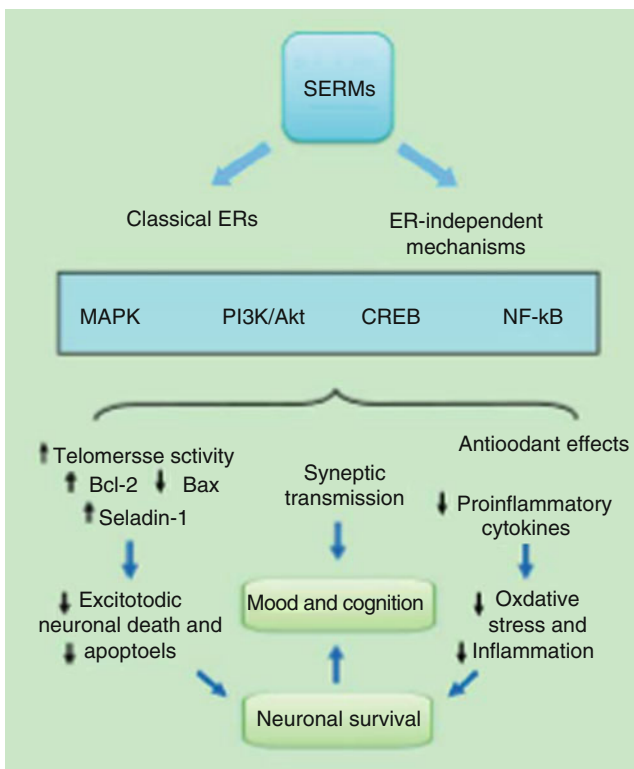 SERMs
Classical ERs
ER-independent
mechanisms
MAPK PI3K/Akt CREB NF-kB
Telomersse sctivity
Bcl-2 Bax
Seladin-1
Syneptic
transmission
Antioodant effects
Proinflammatory
cytokines
Excitotodic
neuronal death and
apoptoels
Mood and cognition
Oxdative
stress and
Inflammation
Neuronal survival